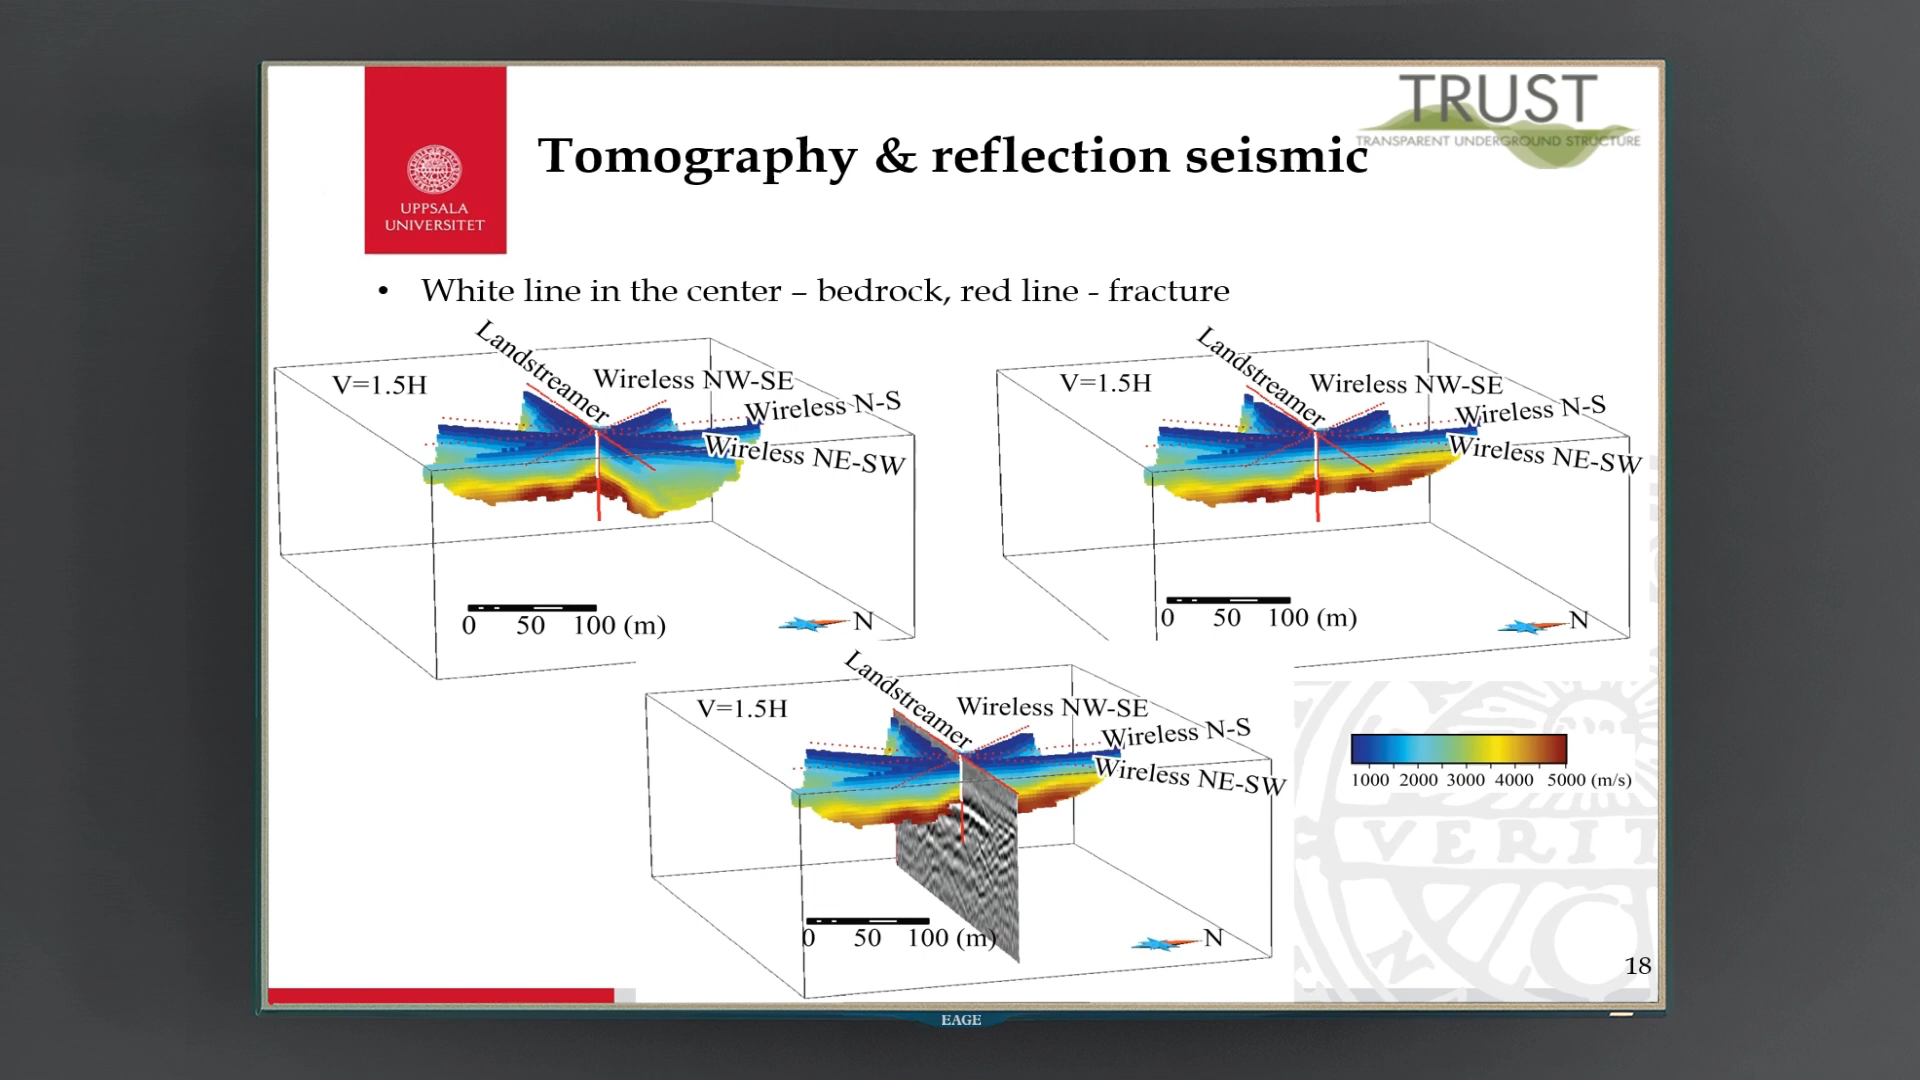 UPPSALA
UNIVERSITET
Tomography & reflection seismic
TRUST
TRANSPARENT UNDERGROUND STRUCTURE
• White line in the center – bedrock, red line - fracture
V=1.5H
Landstreamer
Wireless NW-SE
Wireless N-S
Wireless NE-SW
0 50 100 (m)
N
V=1.5H
Landstreamer
Wireless NW-SE
Wireless N-S
Wireless NE-SW
0 50 100 (m)
N
V=1.5H
Landstreamer
Wireless NW-SE
Wireless N-S
Wireless NE-SW
0 50 100 (m)
N
1000 2000 3000 4000 5000 (m/s)
VERIT
18
EAGE